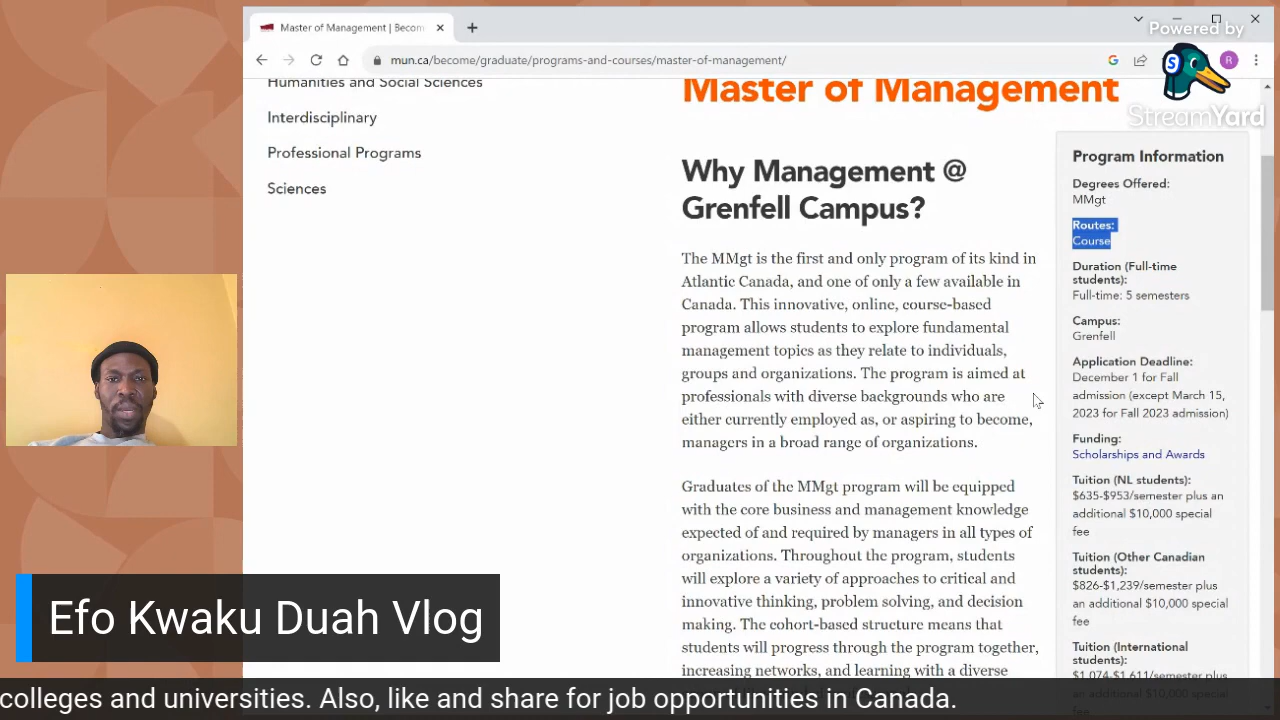 Master of Management | Becom
mun.ca/become/graduate/programs-and-courses/master-of-management/
Powered by
StreamYard
Humanities and Social Sciences
Interdisciplinary
Professional Programs
Sciences
Master of Management
Why Management @
Grenfell Campus?
The MMgt is the first and only program of its kind in
Atlantic Canada, and one of only a few available in
Canada. This innovative, online, course-based
program allows students to explore fundamental
management topics as they relate to individuals,
groups and organizations. The program is aimed at
professionals with diverse backgrounds who are
either currently employed as, or aspiring to become,
managers in a broad range of organizations.
Graduates of the MMgt program will be equipped
with the core business and management knowledge
expected of and required by managers in all types of
organizations. Throughout the program, students
will explore a variety of approaches to critical and
innovative thinking, problem solving, and decision
making. The cohort-based structure means that
students will progress through the program together,
increasing networks, and learning with a diverse
Program Information
Degrees Offered:
MMgt
Routes:
Course
Duration (Full-time
students):
Full-time: 5 semesters
Campus:
Grenfell
Application Deadline:
December 1 for Fall
admission (except March 15,
2023 for Fall 2023 admission)
Funding:
Scholarships and Awards
Tuition (NL students):
$635-$953/semester plus an
additional $10,000 special
fee
Tuition (Other Canadian
students):
$826-$1,239/semester plus
an additional $10,000 special
fee
Tuition (International
students):
$1,074-$1,611/semester plus
an additional $10,000 special
fee
Efo Kwaku Duah Vlog
colleges and universities. Also, like and share for job opportunities in Canada.